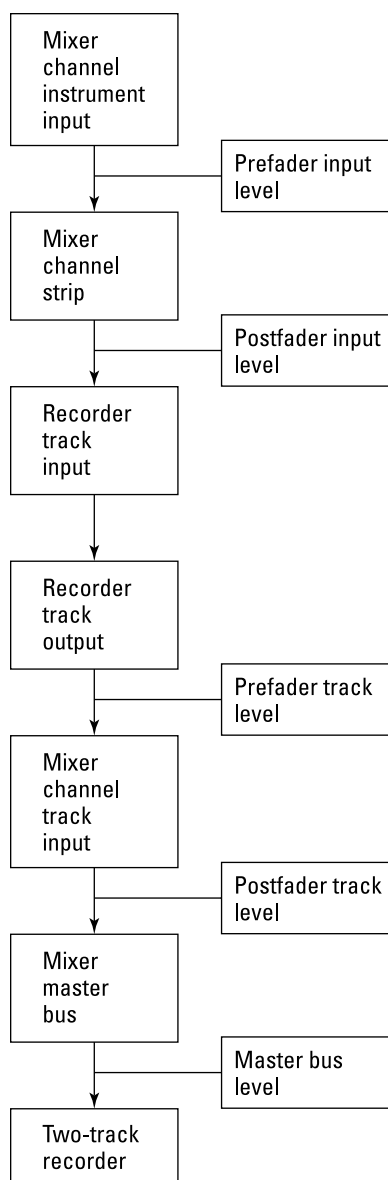 Mixer
channel
instrument
input
Prefader input
level
Mixer
channel
strip
Postfader input
level
Recorder
track
input
Recorder
track
output
Prefader track
level
Mixer
channel
track
input
Postfader track
level
Mixer
master
bus
Master bus
level
Two-track
recorder